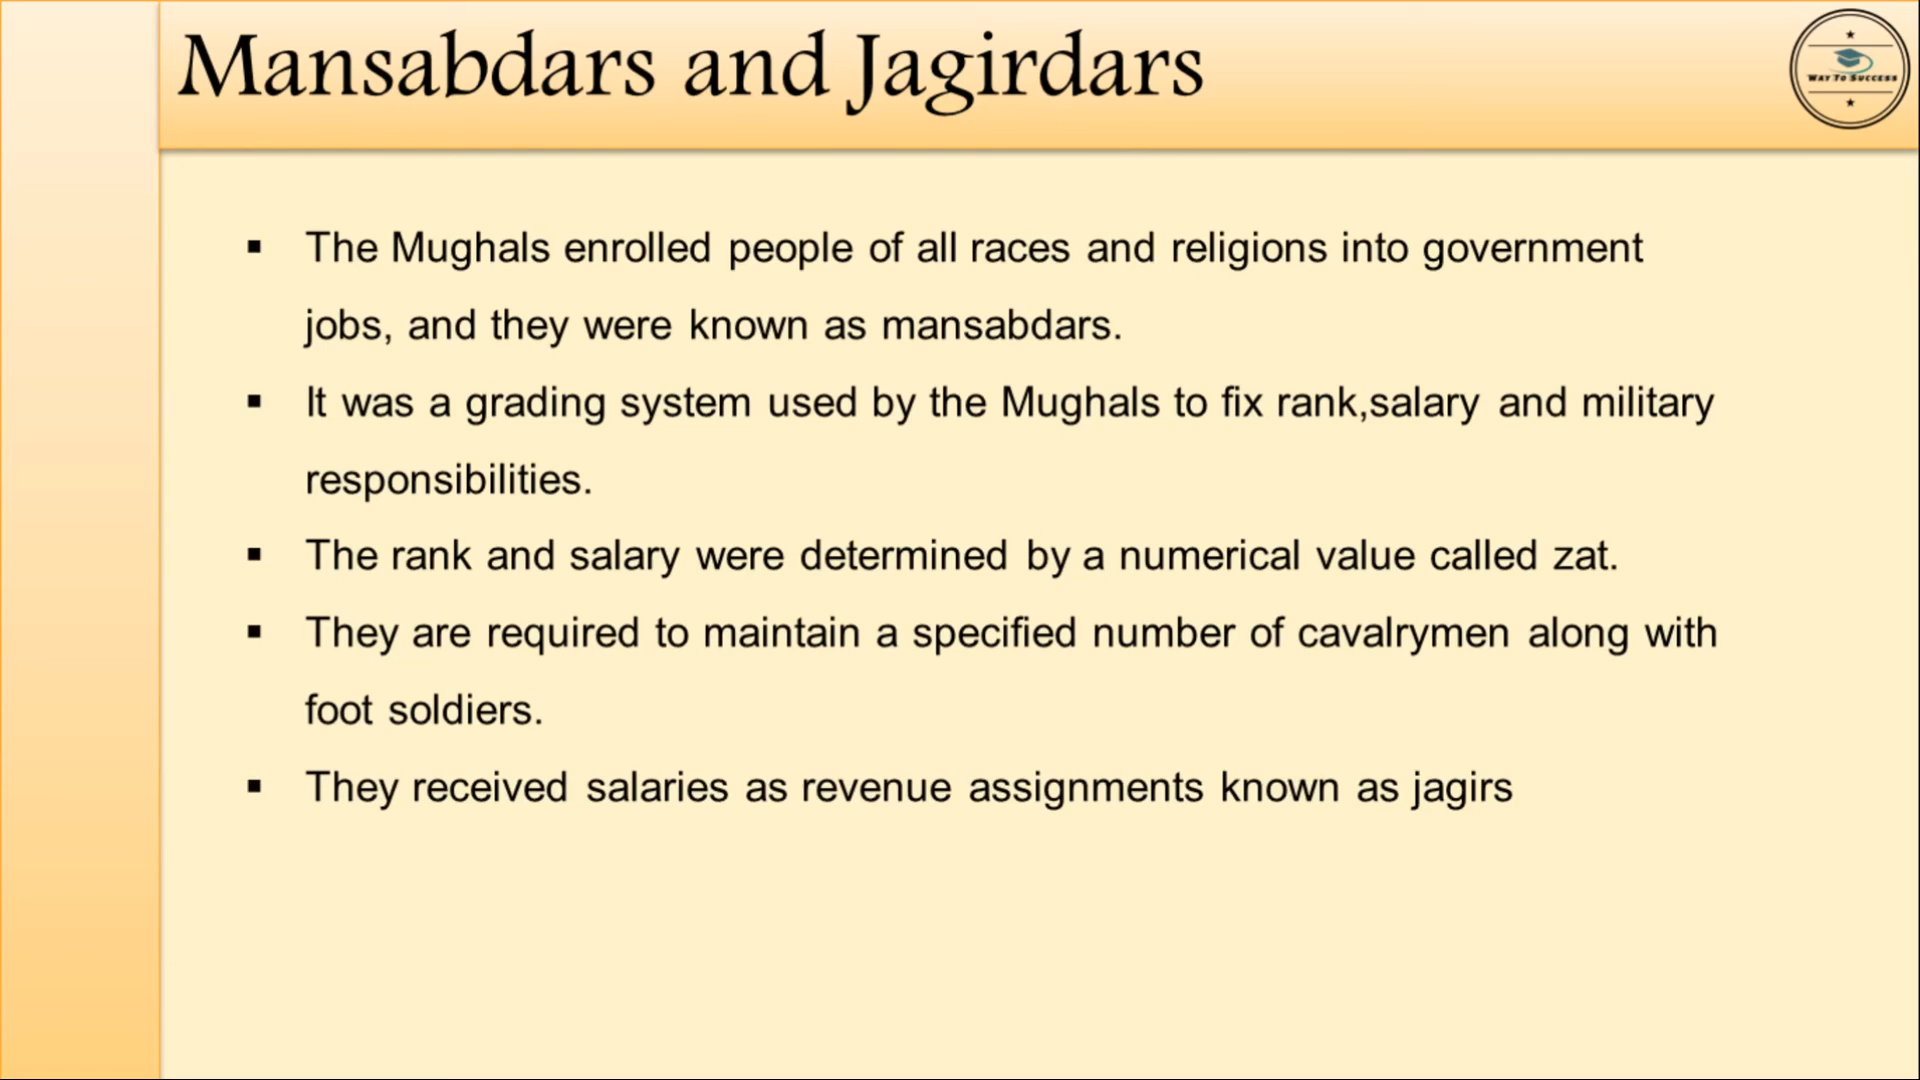 Mansabdars and Jagirdars
WAY TO SUCCESS
▪ The Mughals enrolled people of all races and religions into government
jobs, and they were known as mansabdars.
▪ It was a grading system used by the Mughals to fix rank,salary and military
responsibilities.
▪ The rank and salary were determined by a numerical value called zat.
▪ They are required to maintain a specified number of cavalrymen along with
foot soldiers.
▪ They received salaries as revenue assignments known as jagirs